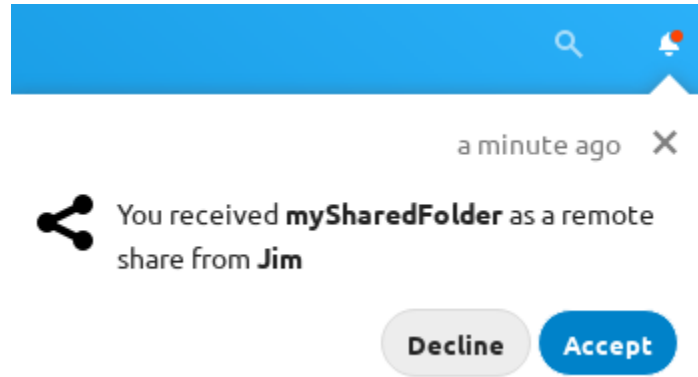 a minute ago
You received mySharedFolder as a remote
share from Jim
Decline Accept